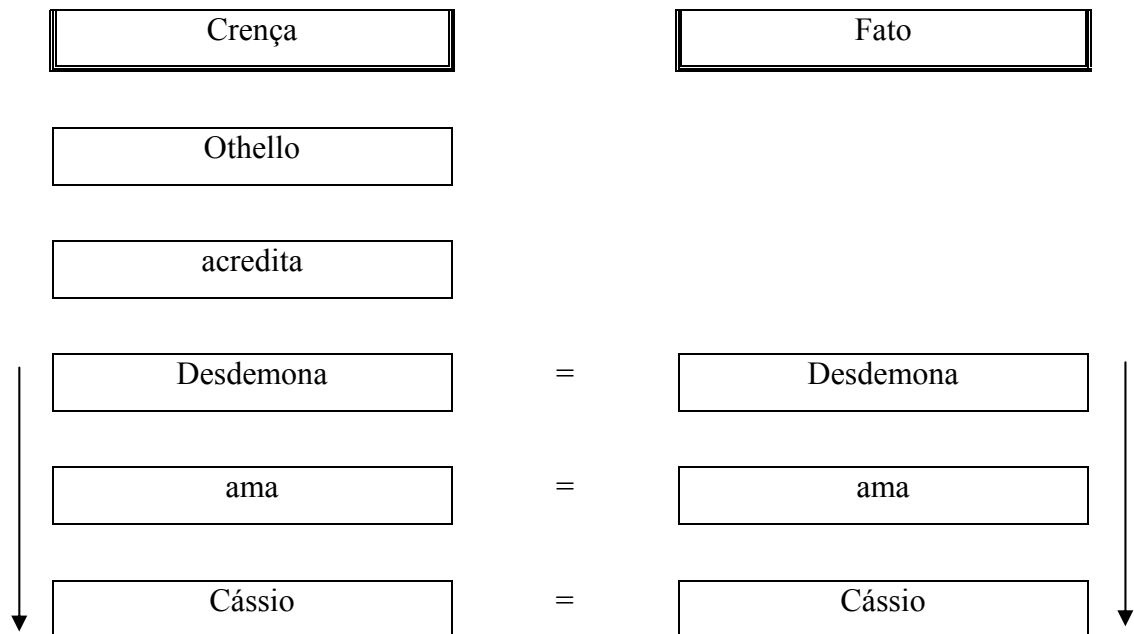 Crença Fato
Othello
acredita
Desdemona = Desdemona
ama = ama
Cássio = Cássio